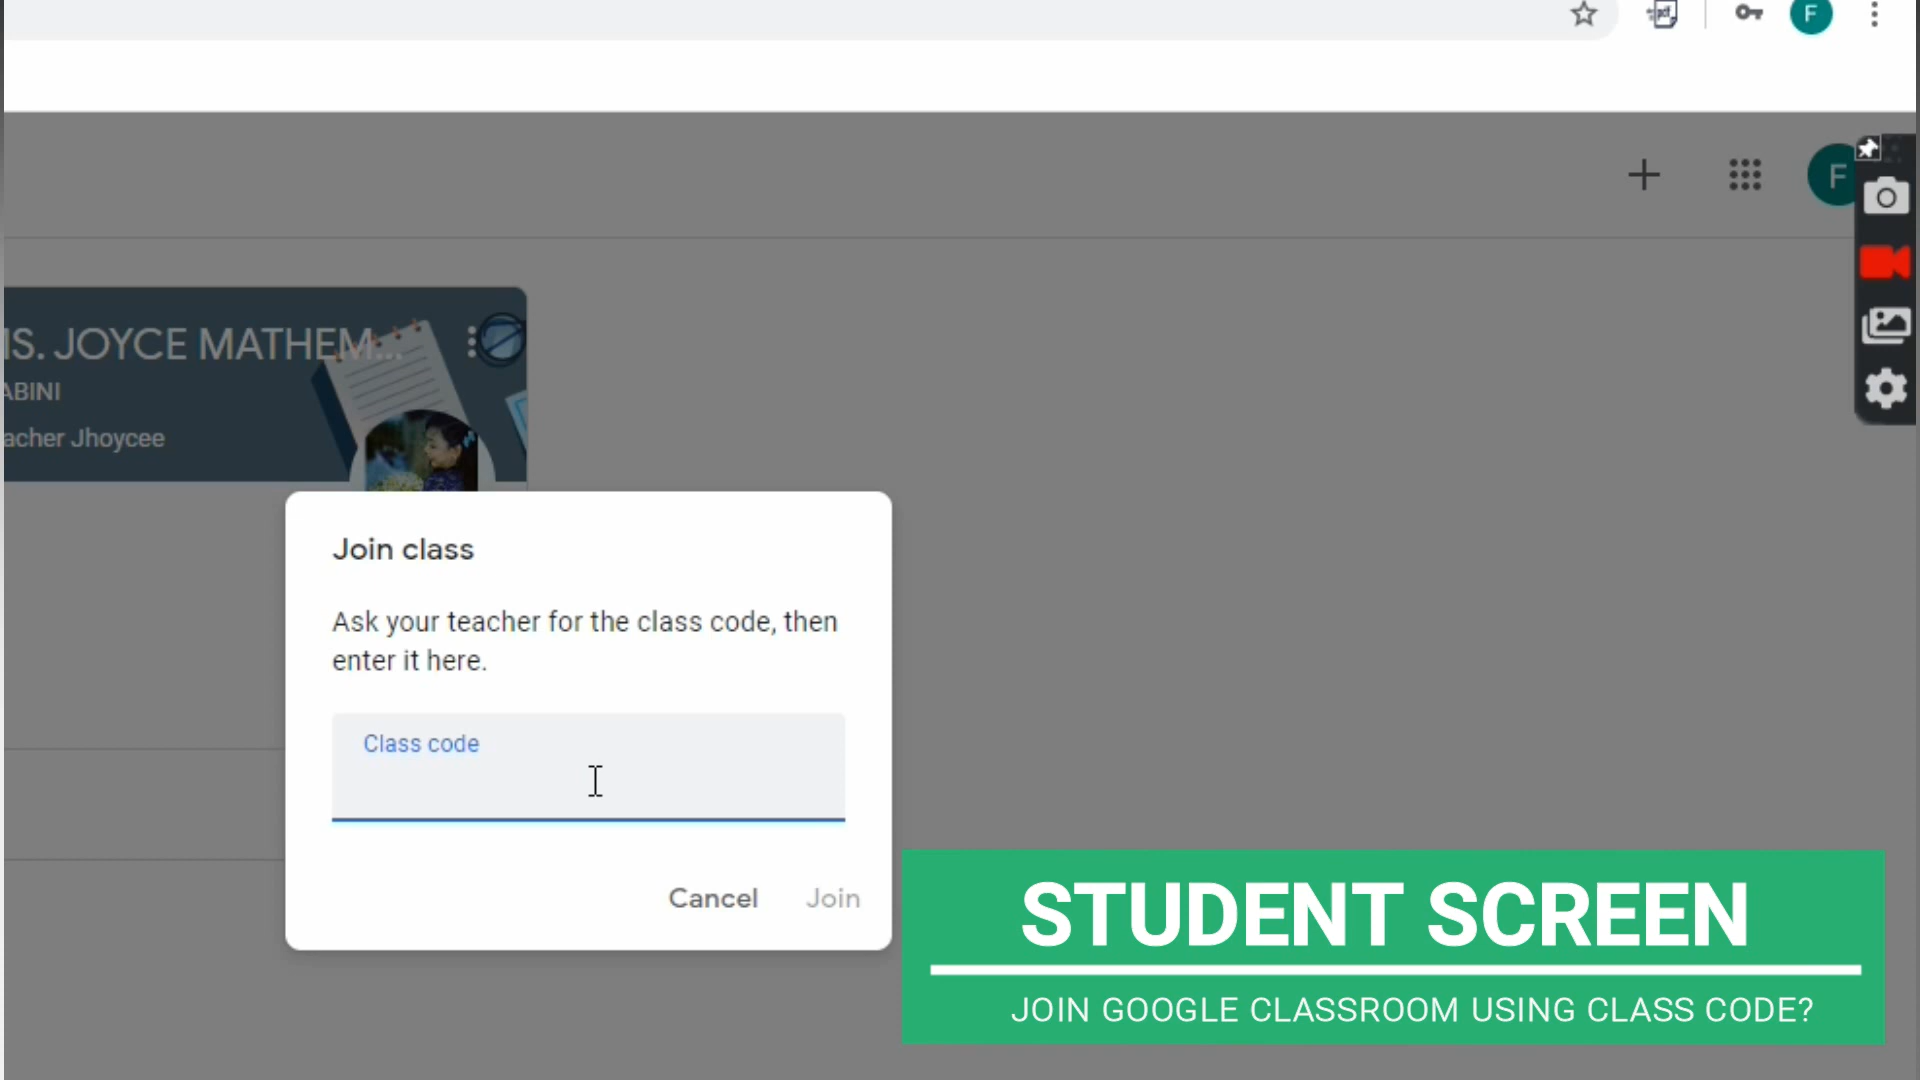 F
F
IS. JOYCE MATHEM...
ABINI
acher Jhoycee
Join class
Ask your teacher for the class code, then
enter it here.
Class code
Cancel Join
STUDENT SCREEN
JOIN GOOGLE CLASSROOM USING CLASS CODE?